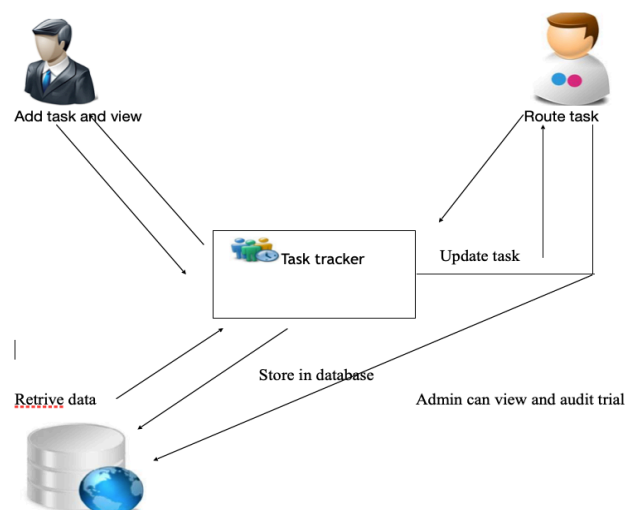 Add task and view
Route task
Task tracker
Update task
Store in database
Retrive data
Admin can view and audit trial